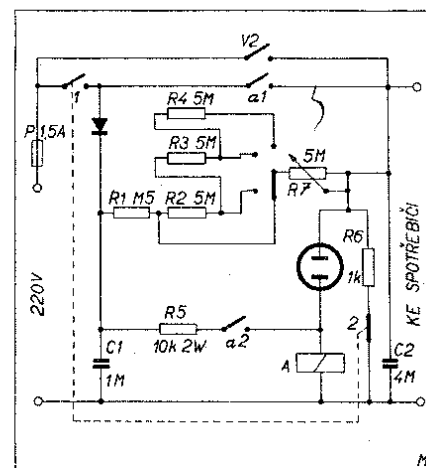 V2
1
a1
P 1,5A
R4 5M
R3 5M
5M
R7
R1 M5
R2 5M
R6
1k
220V
KE SPOTŘEBIČI
R5
10k 2W
a2
2
C1
1M
A
C2
4M
M